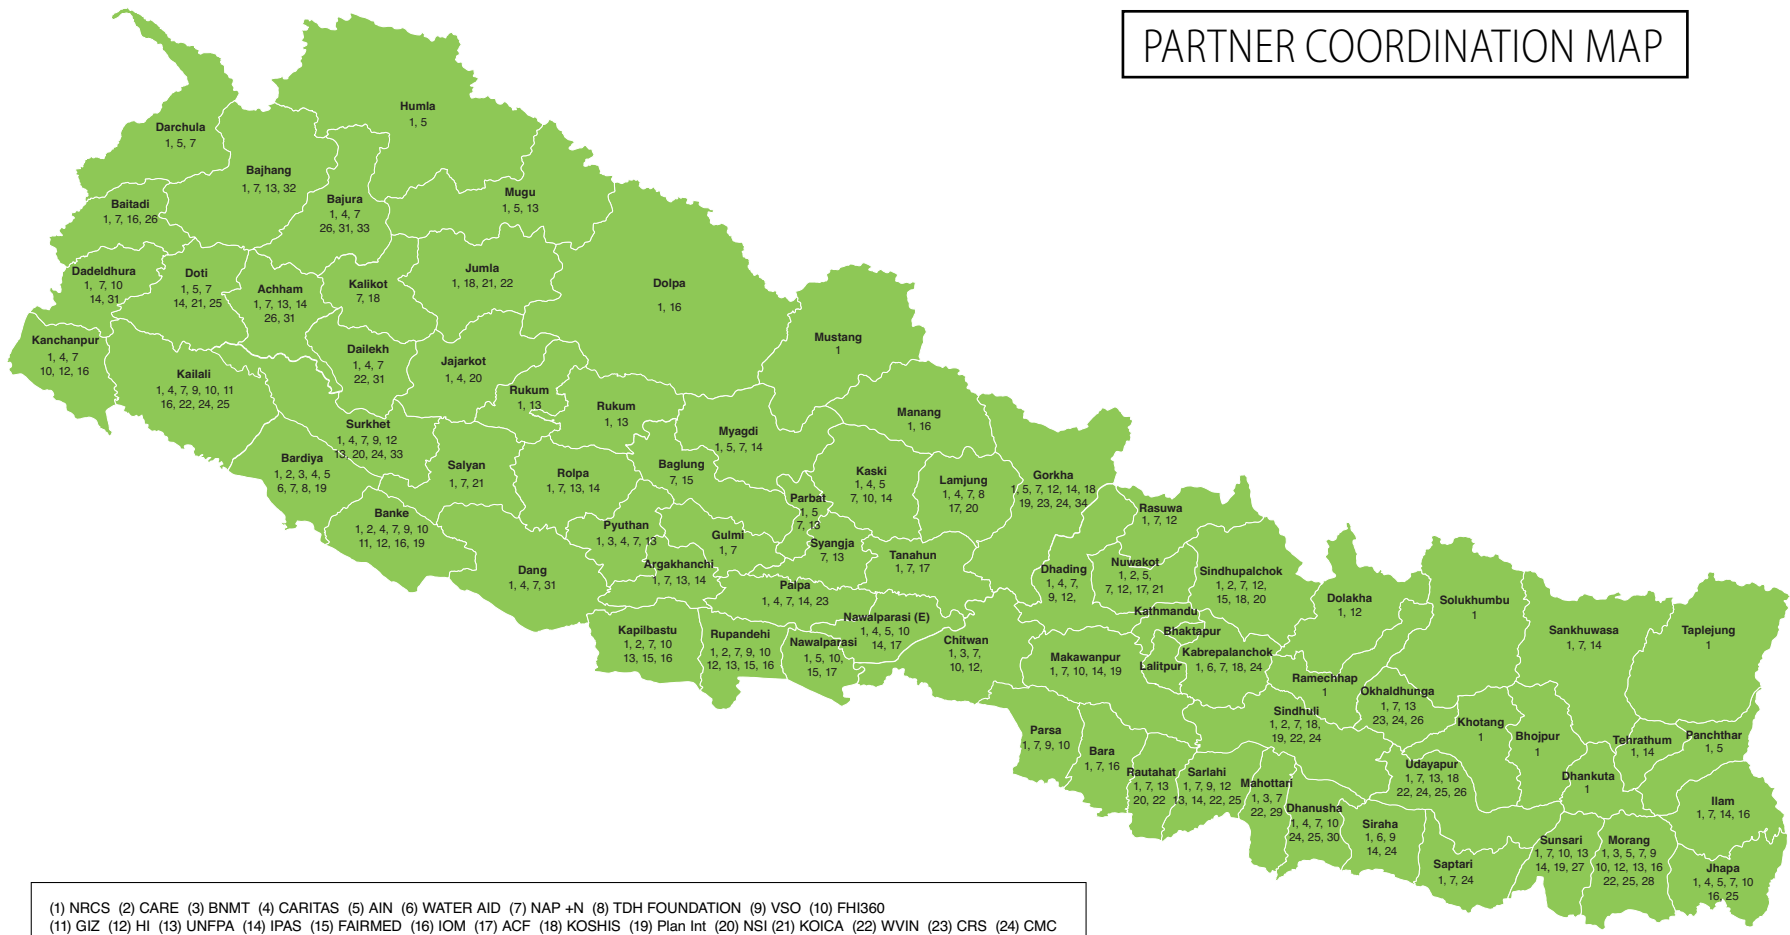 PARTNER COORDINATION MAP
Humla
1, 5
Darchula
1, 5, 7
Bajhang
1, 7, 13, 32
Baitadi
1, 7, 16, 26
Bajura
1, 4, 7
26, 31, 33
Mugu
1, 5, 13
Dadeldhura
1, 7, 10
14, 31
Doti
1, 5, 7
14, 21, 25
Achham
1, 7, 13, 14
26, 31
Kalikot
7, 18
Jumla
1, 18, 21, 22
Dolpa
1, 16
Mustang
1
Kanchanpur
1, 4, 7
10, 12, 16
Kailali
1, 4, 7, 9, 10, 11
16, 22, 24, 25
Dailekh
1, 4, 7
22, 31
Jajarkot
1, 4, 20
Rukum
1, 13
Rukum
1, 13
Manang
1, 16
Surkhet
1, 4, 7, 9, 12
13, 20, 24, 33
Myagdi
1, 5, 7, 14
Bardiya
1, 2, 3, 4, 5
6, 7, 8, 19
Salyan
1, 7, 21
Rolpa
1, 7, 13, 14
Baglung
7, 15
Kaski
1, 4, 5
7, 10, 14
Lamjung
1, 4, 7, 8
17, 20
Gorkha
1, 5, 7, 12, 14, 18
19, 23, 24, 34
Parbat
1, 5
7, 13
Rasuwa
1, 7, 12
Banke
1, 2, 4, 7, 9, 10
11, 12, 16, 19
Pyuthan
1, 3, 4, 7, 13
Gulmi
1, 7
Syangja
7, 13
Tanahun
1, 7, 17
Dang
1, 4, 7, 31
Argakhanchi
1, 7, 13, 14
Palpa
1, 4, 7, 14, 23
Dhading
1, 4, 7,
9, 12,
Nuwakot
1, 2, 5,
7, 12, 17, 21
Sindhupalchok
1, 2, 7, 12,
15, 18, 20
Dolakha
1, 12
Solukhumbu
1
Sankhuwasa
1, 7, 14
Taplejung
1
Kathmandu
Bhaktapur
Lalitpur
Kabrepalanchok
1, 6, 7, 18, 24
Kapilbastu
1, 2, 7, 10
13, 15, 16
Rupandehi
1, 2, 7, 9, 10
12, 13, 15, 16
Nawalparasi
1, 5, 10,
15, 17
Nawalparasi (E)
1, 4, 5, 10
14, 17
Chitwan
1, 3, 7,
10, 12,
Makawanpur
1, 7, 10, 14, 19
Ramechhap
1
Okhaldhunga
1, 7, 13
23, 24, 26
Sindhuli
1, 2, 7, 18,
19, 22, 24
Khotang
1
Bhojpur
1
Tehrathum
1, 14
Panchthar
1, 5
Parsa
1, 7, 9, 10
Bara
1, 7, 16
Rautahat
1, 7, 13
20, 22
Sarlahi
1, 7, 9, 12
13, 14, 22, 25
Mahottari
1, 3, 7
22, 29
Dhanusha
1, 4, 7, 10
24, 25, 30
Siraha
1, 6, 9
14, 24
Udayapur
1, 7, 13, 18
22, 24, 25, 26
Dhankuta
1
Ilam
1, 7, 14, 16
Saptari
1, 7, 24
Sunsari
1, 7, 10, 13
14, 19, 27
Morang
1, 3, 5, 7, 9
10, 12, 13, 16
22, 25, 28
Jhapa
1, 4, 5, 7, 10
16, 25
(1) NRCS (2) CARE (3) BNMT (4) CARITAS (5) AIN (6) WATER AID (7) NAP +N (8) TDH FOUNDATION (9) VSO (10) FHI360
(11) GIZ (12) HI (13) UNFPA (14) IPAS (15) FAIRMED (16) IOM (17) ACF (18) KOSHIS (19) Plan Int (20) NSI (21) KOICA (22) WVIN (23) CRS (24) CMC